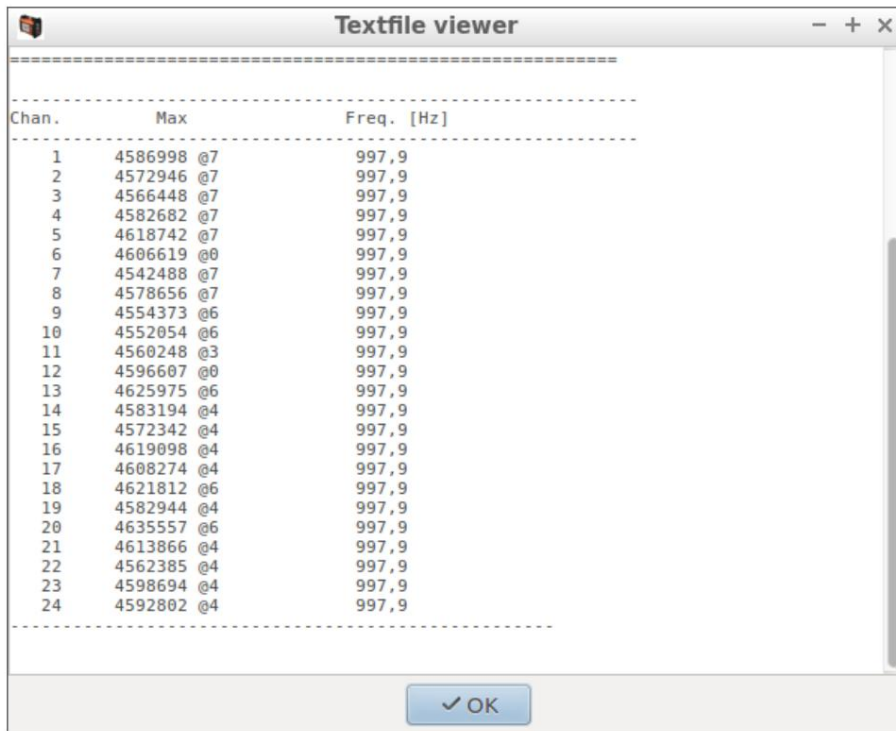 Textfile viewer
==========================================================
------------------------------------------------------------
Chan. Max Freq. [Hz]
------------------------------------------------------------
1 4586998 @7 997,9
2 4572946 @7 997,9
3 4566448 @7 997,9
4 4582682 @7 997,9
5 4618742 @7 997,9
6 4606619 @0 997,9
7 4542488 @7 997,9
8 4578656 @7 997,9
9 4554373 @6 997,9
10 4552054 @6 997,9
11 4560248 @3 997,9
12 4596607 @0 997,9
13 4625975 @6 997,9
14 4583194 @4 997,9
15 4572342 @4 997,9
16 4619098 @4 997,9
17 4608274 @4 997,9
18 4621812 @6 997,9
19 4582944 @4 997,9
20 4635557 @6 997,9
21 4613866 @4 997,9
22 4562385 @4 997,9
23 4598694 @4 997,9
24 4592802 @4 997,9
----------------------------------------------------
OK